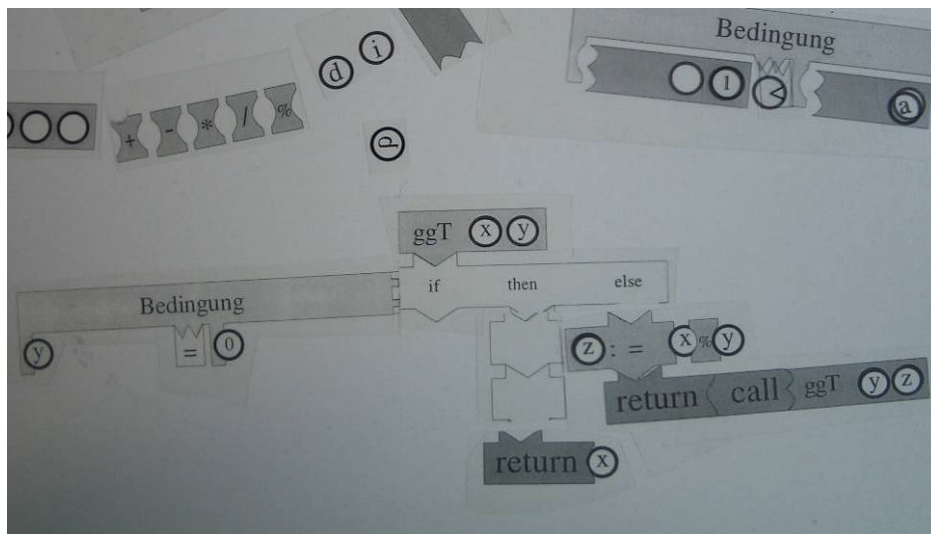 Bedingung
1 < a
d i
+ - * / %
d
ggT x y
if then else
Bedingung
y = 0
z := x % y
return call ggT y z
return x